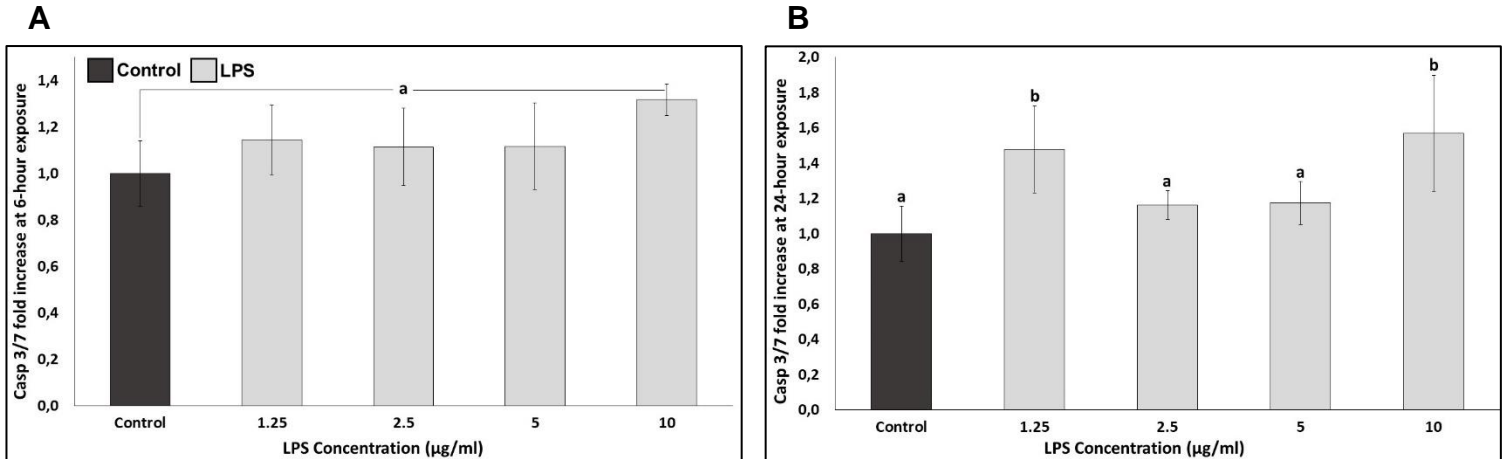 A
Control LPS
Casp 3/7 fold increase at 6-hour exposure
1,4
1,2
1,0
0,8
0,6
0,4
0,2
0,0
a
Control 1.25 2.5 5 10
LPS Concentration (µg/ml)
B
Casp 3/7 fold increase at 24-hour exposure
2,0
1,8
1,6
1,4
1,2
1,0
0,8
0,6
0,4
0,2
0,0
a b a a b
Control 1.25 2.5 5 10
LPS Concentration (µg/ml)